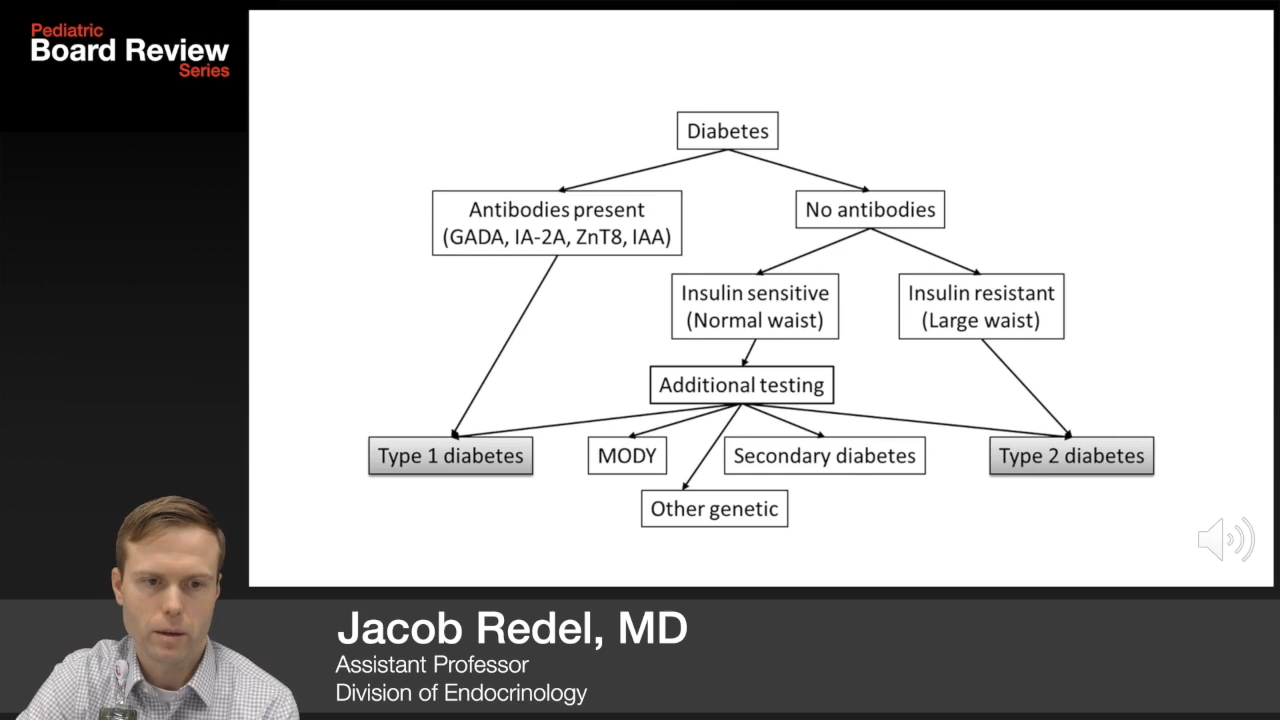 Pediatric
Board Review
Series
Diabetes
Antibodies present
(GADA, IA-2A, ZnT8, IAA)
No antibodies
Insulin sensitive
(Normal waist)
Insulin resistant
(Large waist)
Additional testing
Type 1 diabetes
MODY
Secondary diabetes
Type 2 diabetes
Other genetic
Jacob Redel, MD
Assistant Professor
Division of Endocrinology